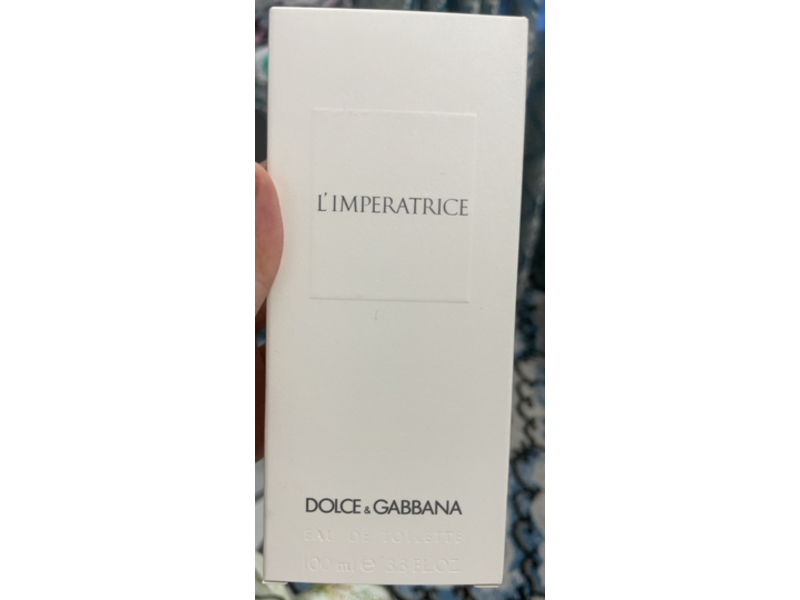 L'IMPERATRICE
DOLCE & GABBANA
EAU DE TOILETTE
100 ml ℮ 3.3 FL.OZ